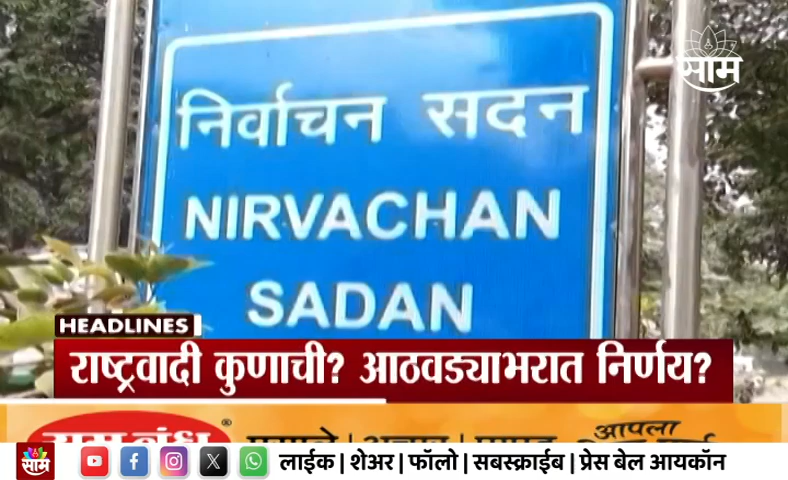 साम
निर्वाचन सदन
NIRVACHAN
SADAN
HEADLINES
राष्ट्रवादी कुणाची? आठवड्याभरात निर्णय?
आपला
साम
लाईक | शेअर | फॉलो | सबस्क्राईब | प्रेस बेल आयकॉन